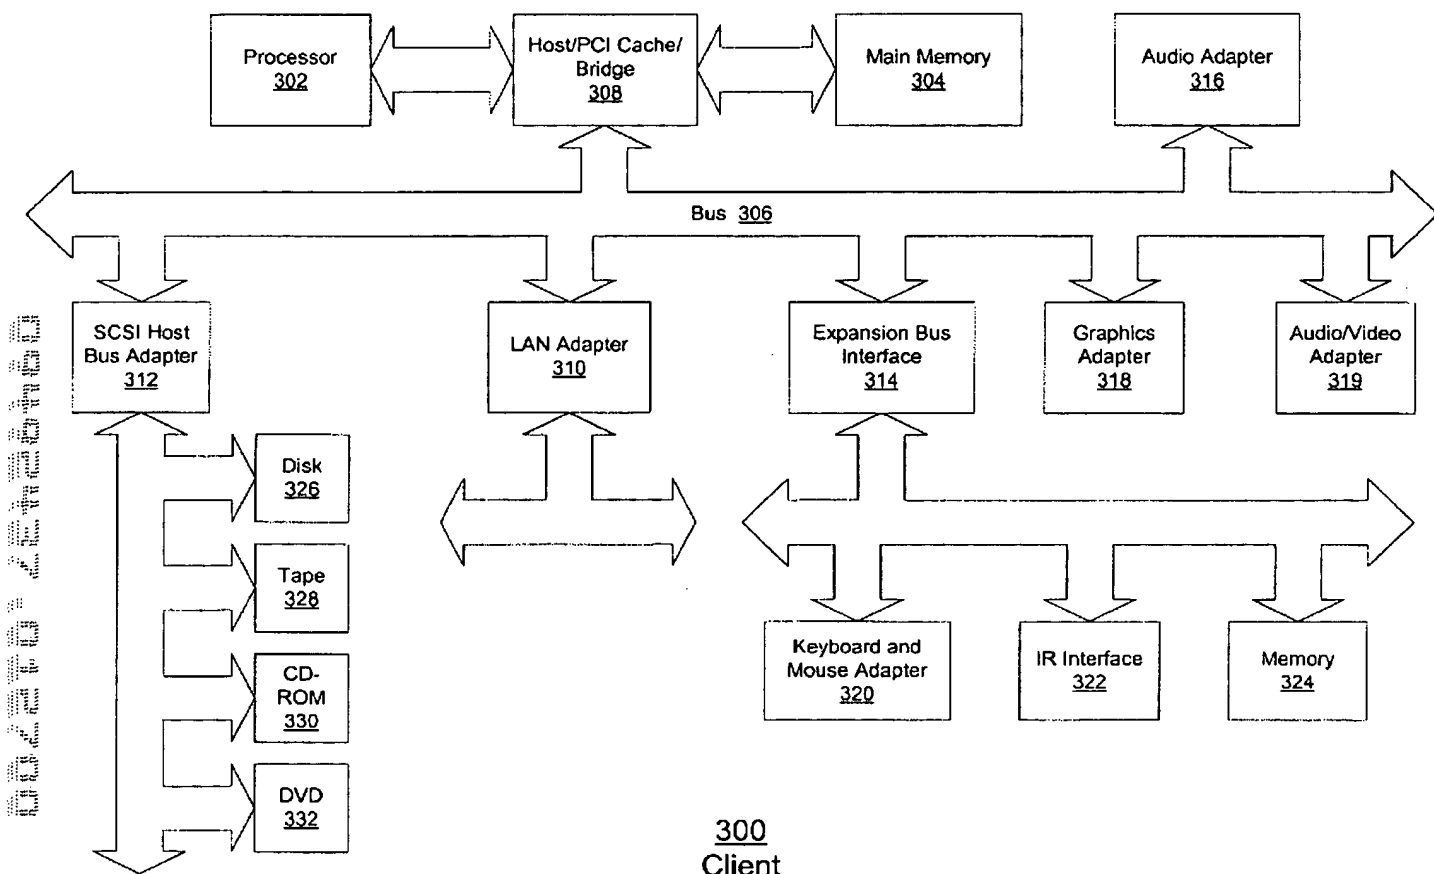 Processor
302
Host/PCI Cache/
Bridge
308
Main Memory
304
Audio Adapter
316
Bus 306
SCSI Host
Bus Adapter
312
LAN Adapter
310
Expansion Bus
Interface
314
Graphics
Adapter
318
Audio/Video
Adapter
319
Disk
326
Tape
328
CD-
ROM
330
DVD
332
Keyboard and
Mouse Adapter
320
IR Interface
322
Memory
324
300
Client